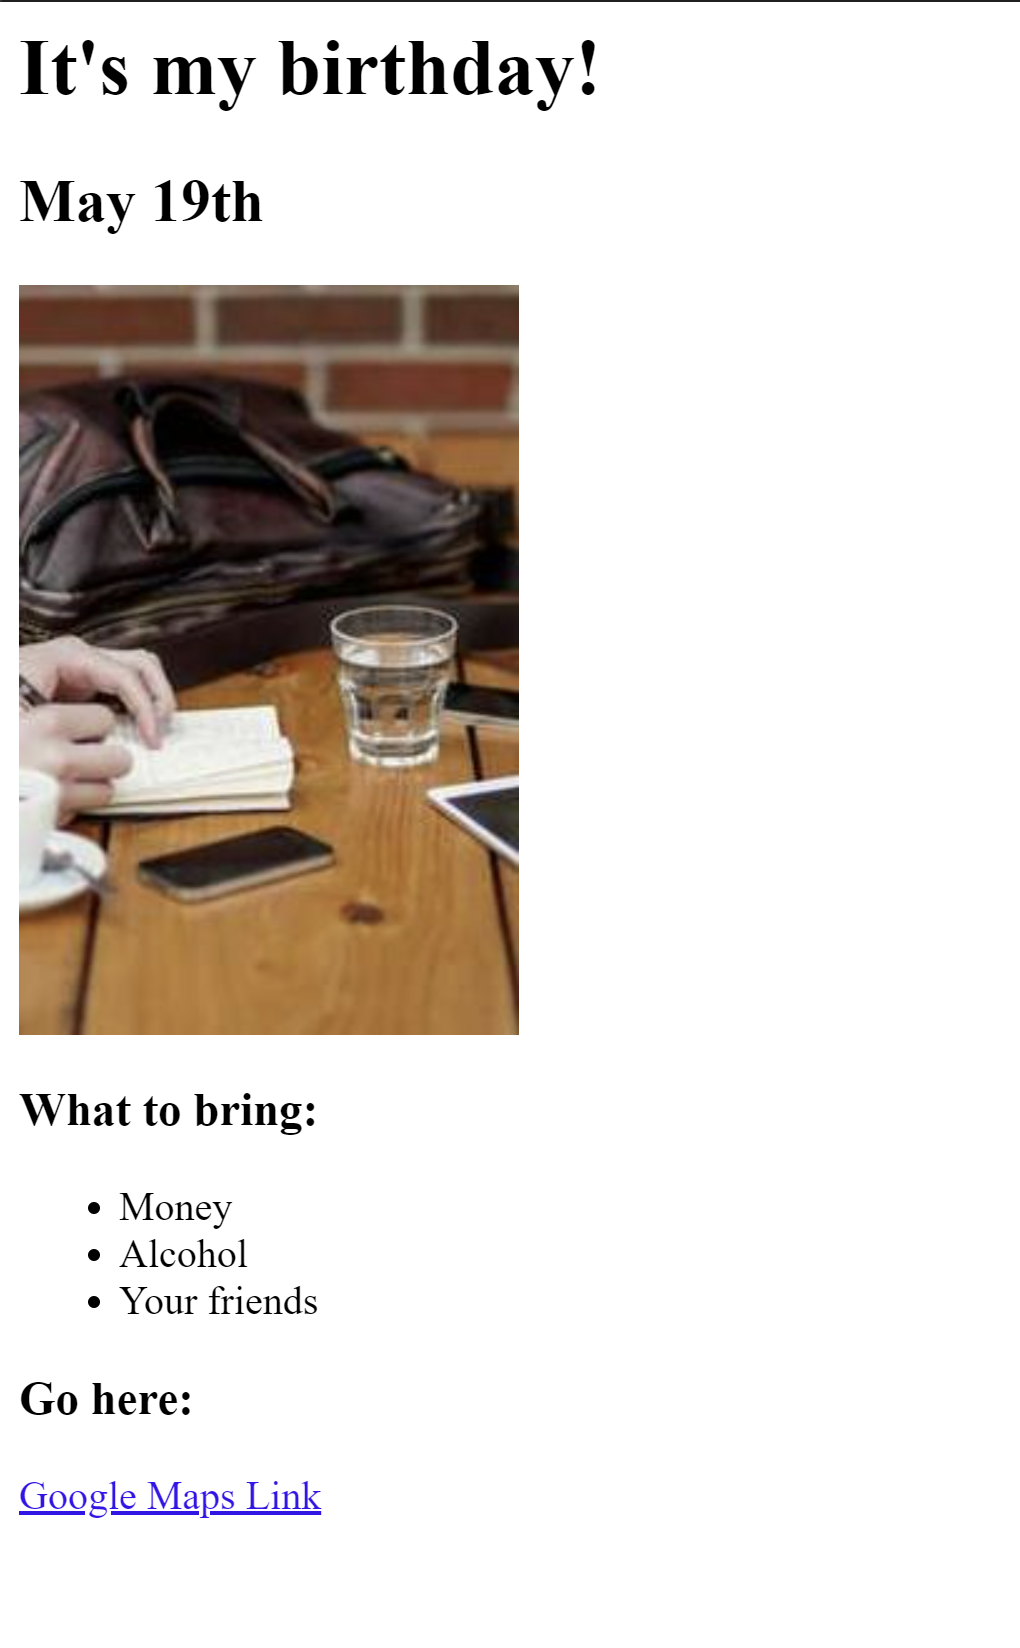 It's my birthday!
May 19th
What to bring:
Money
Alcohol
Your friends
Go here:
Google Maps Link